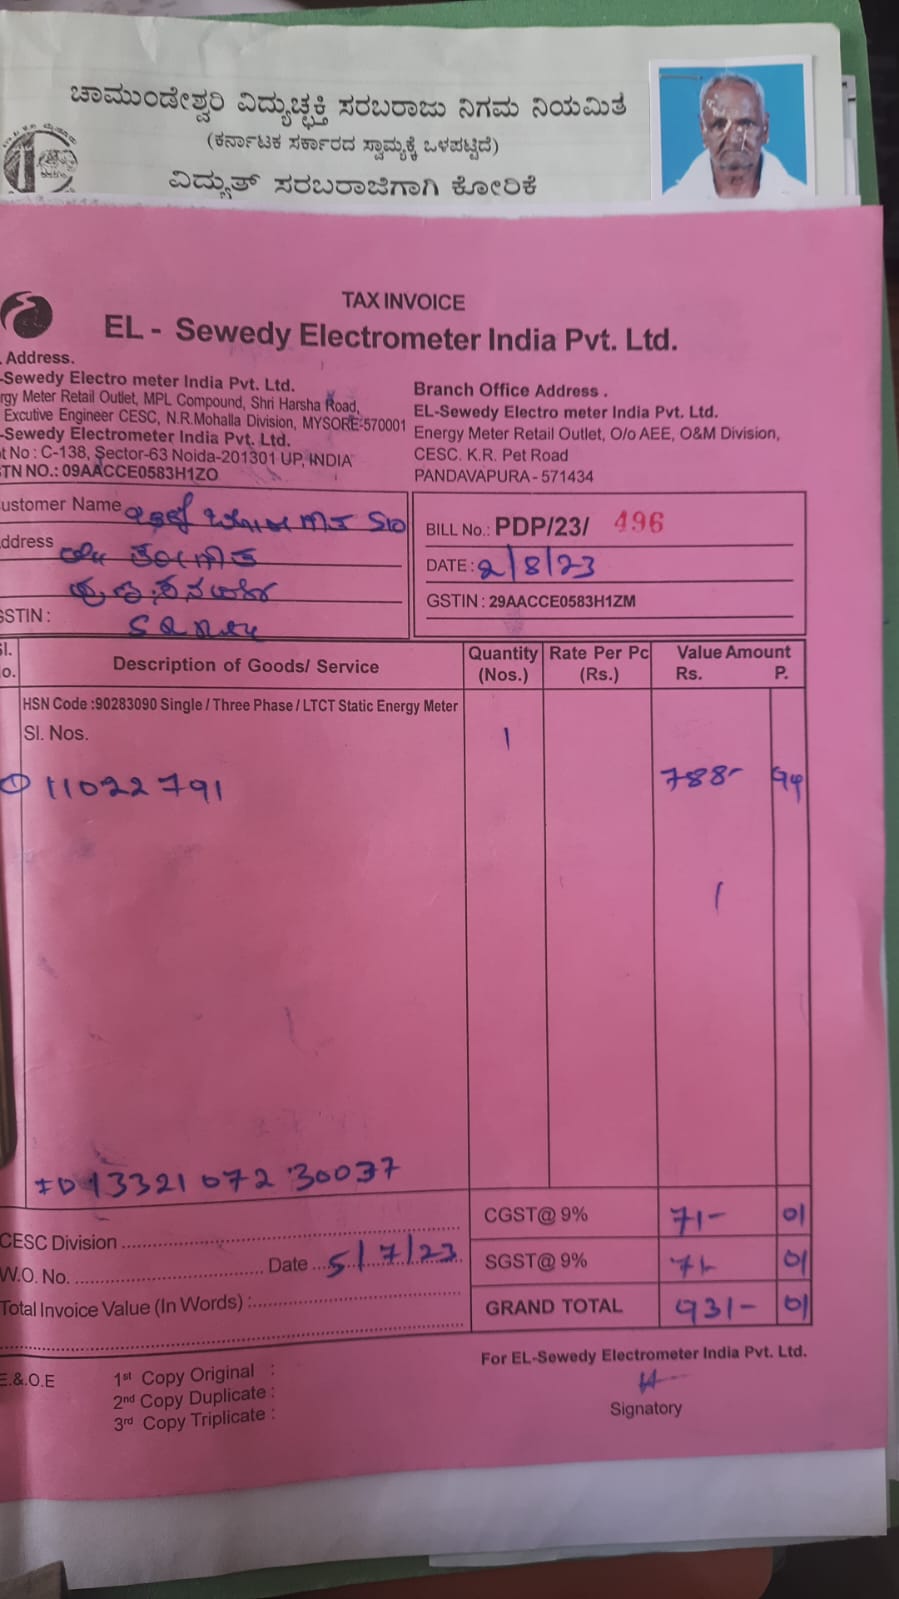 ಚಾಮುಂಡೇಶ್ವರಿ ವಿದ್ಯುಚ್ಛಕ್ತಿ ಸರಬರಾಜು ನಿಗಮ ನಿಯಮಿತ
(ಕರ್ನಾಟಕ ಸರ್ಕಾರದ ಸ್ವಾಮ್ಯಕ್ಕೆ ಒಳಪಟ್ಟಿದೆ)
ವಿದ್ಯುತ್ ಸರಬರಾಜಿಗಾಗಿ ಕೋರಿಕೆ
TAX INVOICE
EL - Sewedy Electrometer India Pvt. Ltd.
Address.
-Sewedy Electro meter India Pvt. Ltd.
rgy Meter Retail Outlet, MPL Compound, Shri Harsha Road,
Excutive Engineer CESC, N.R.Mohalla Division, MYSORE-570001
-Sewedy Electrometer India Pvt. Ltd.
t No : C-138, Sector-63 Noida-201301 UP, INDIA
TN NO.: 09AACCE0583H1ZO
Branch Office Address .
EL-Sewedy Electro meter India Pvt. Ltd.
Energy Meter Retail Outlet, O/o AEE, O&M Division,
CESC. K.R. Pet Road
PANDAVAPURA - 571434
ustomer Name
ddress
STIN :
BILL No.: PDP/23/ 496
DATE : 2/8/23
GSTIN : 29AACCE0583H1ZM
Sl. No. Description of Goods/ Service Quantity (Nos.) Rate Per Pc (Rs.) Value Amount Rs. P.
HSN Code :90283090 Single / Three Phase / LTCT Static Energy Meter
Sl. Nos. 1
① 11022791 788- 99
ID 13321 072 30037
CGST@ 9% 71- 01
CESC Division
SGST@ 9% 71- 01
W.O. No. Date 5/7/23
GRAND TOTAL 931- 01
Total Invoice Value (In Words) :
For EL-Sewedy Electrometer India Pvt. Ltd.
E.&.O.E 1st Copy Original :
2nd Copy Duplicate :
3rd Copy Triplicate :
Signatory